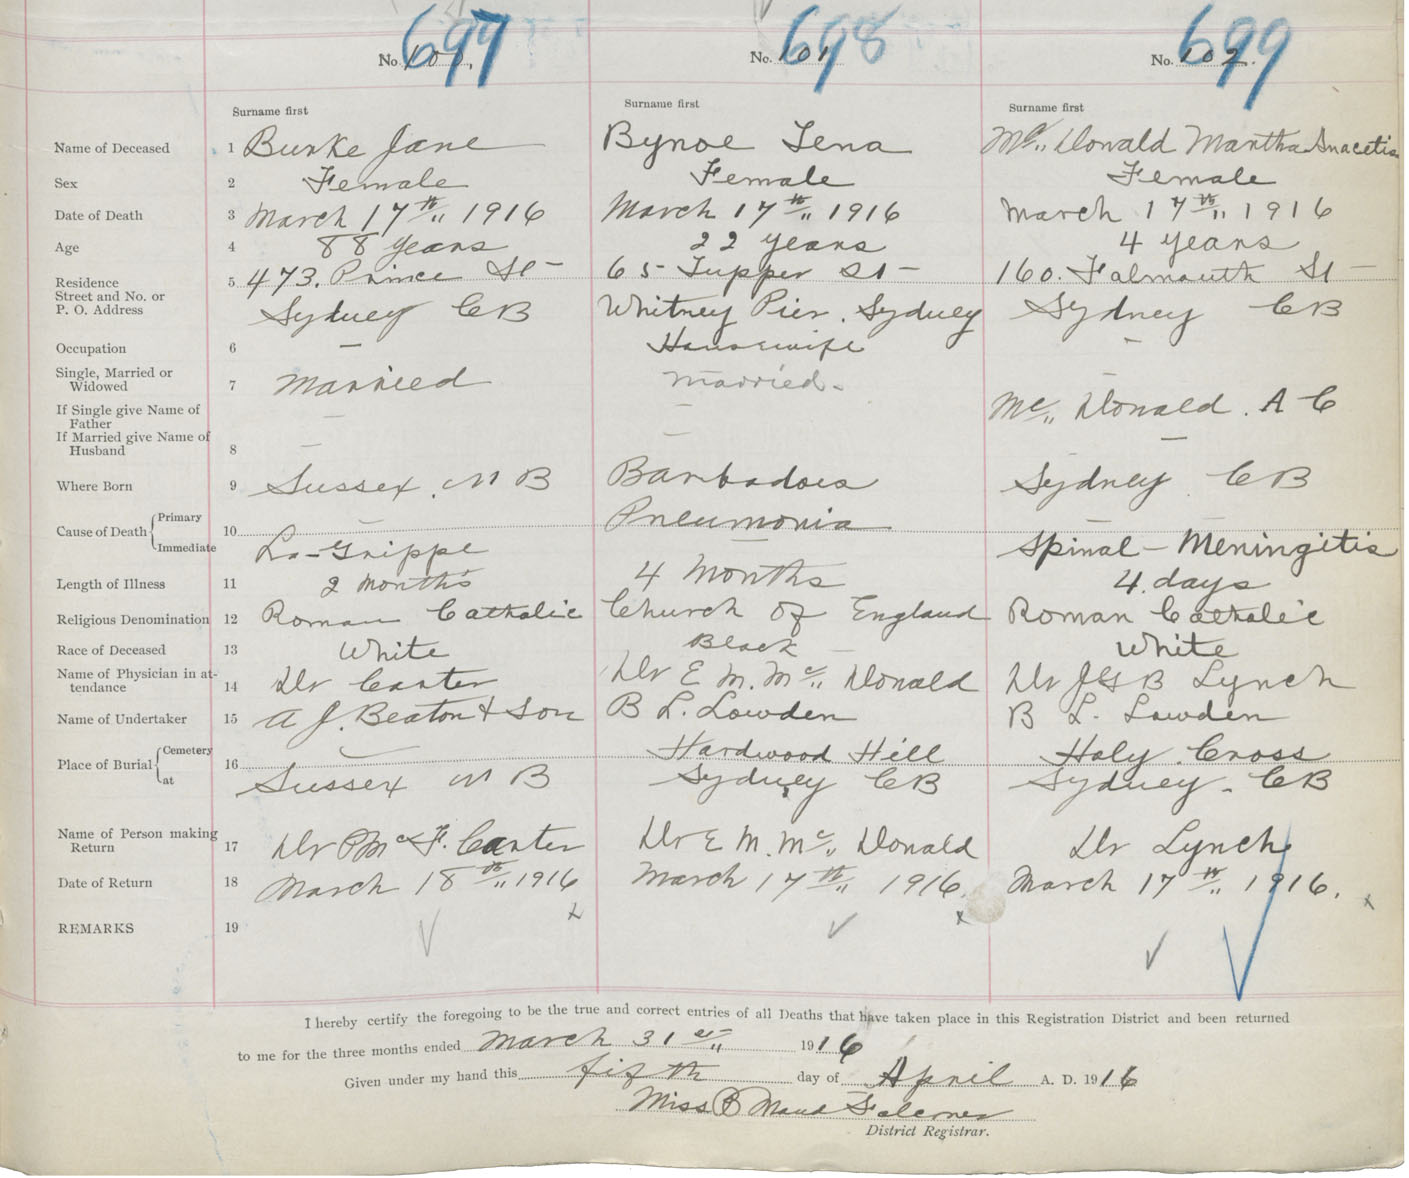 697 698 699
No. 101. No. 101 No. 102.
Surname first Surname first Surname first
Name of Deceased 1 Burke Jane Bynoe Lena Mc,, Donald Martha Anacetia
Sex 2 Female Female Female
Date of Death 3 March 17th,, 1916 March 17th,, 1916 March 17th,, 1916
Age 4 88 years 22 years 4 years
Residence 5 473. Prince St - 65 Tupper St - 160. Falmouth St -
Street and No. or
P. O. Address Sydney CB Whitney Pier. Sydney Sydney CB
Occupation 6 - Housewife -
Single, Married or
Widowed 7 Married Married - -
If Single give Name of
Father - - Mc,, Donald. A C
If Married give Name of
Husband 8 - - -
Where Born 9 Sussex. N B Barbadoes Sydney CB
Cause of Death { Primary 10 - Pneumonia -
Immediate La-Grippe - Spinal - Meningitis
Length of Illness 11 2 Months 4 Months 4. days
Religious Denomination 12 Roman Catholic Church of England Roman Catholic
Race of Deceased 13 White Black White
Name of Physician in at-
tendance 14 Dr Carter Dr E M. Mc,, Donald Dr J G B Lynch
Name of Undertaker 15 A J. Beaton & Son B L. Lowden B L. Lowden
Place of Burial { Cemetery 16 - Hardwood Hill Holy Cross
at Sussex N B Sydney CB Sydney - CB
Name of Person making
Return 17 Dr P Mc F. Carter Dr E M. Mc,, Donald Dr Lynch
Date of Return 18 March 18th,, 1916 March 17th,, 1916. March 17th,, 1916.
REMARKS 19
I hereby certify the foregoing to be the true and correct entries of all Deaths that have taken place in this Registration District and been returned
to me for the three months ended March 31st,, 1916
Given under my hand this fifth day of April A. D. 1916
Miss B Maud Falconer
District Registrar.